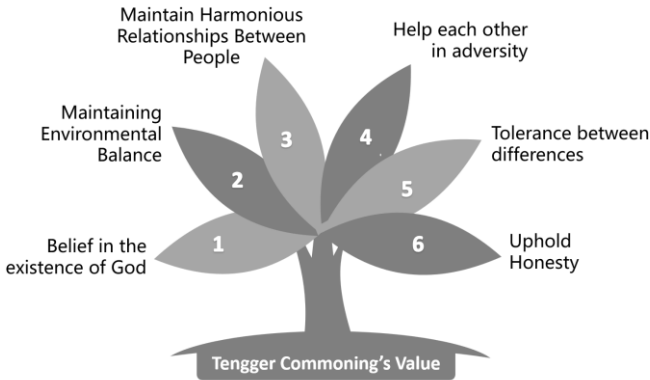 Maintain Harmonious
Relationships Between
People
Help each other
in adversity
Maintaining
Environmental
Balance
3
4
Tolerance between
differences
2
5
Belief in the
existence of God
1
6
Uphold
Honesty
Tengger Commoning's Value